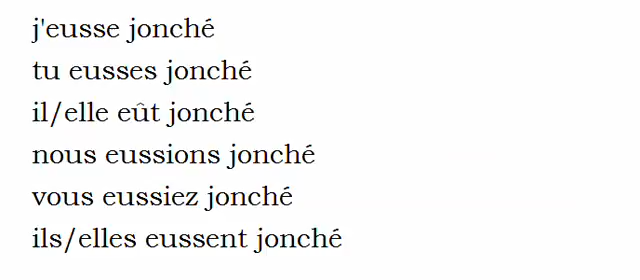 j'eusse jonché
tu eusses jonché
il/elle eût jonché
nous eussions jonché
vous eussiez jonché
ils/elles eussent jonché